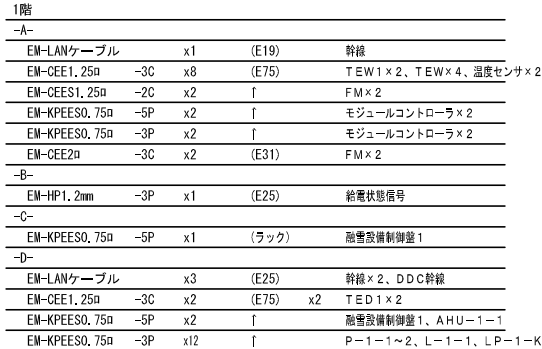 1階
-A-
EM-LANケーブル x1 (E19) 幹線
EM-CEE1.25□ -3C x8 (E75) TEW1×2、TEW×4、温度センサ×2
EM-CEES1.25□ -2C x2 ↑ FM×2
EM-KPEES0.75□ -5P x2 ↑ モジュールコントローラ×2
EM-KPEES0.75□ -3P x2 ↑ モジュールコントローラ×2
EM-CEE2□ -3C x2 (E31) FM×2
-B-
EM-HP1.2mm -3P x1 (E25) 給電状態信号
-C-
EM-KPEES0.75□ -5P x1 (ラック) 融雪設備制御盤1
-D-
EM-LANケーブル x3 (E25) 幹線×2、DDC幹線
EM-CEE1.25□ -3C x2 (E75) x2 TED1×2
EM-KPEES0.75□ -5P x2 ↑ 融雪設備制御盤1、AHU-1-1
EM-KPEES0.75□ -3P x12 ↑ P-1-1~2、L-1-1、LP-1-K